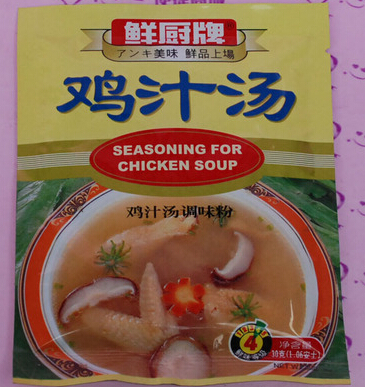 鲜厨牌®
アンキ美味 鲜品上場
鸡汁汤
SEASONING FOR
CHICKEN SOUP
鸡汁汤调味粉
4
净含量
NET